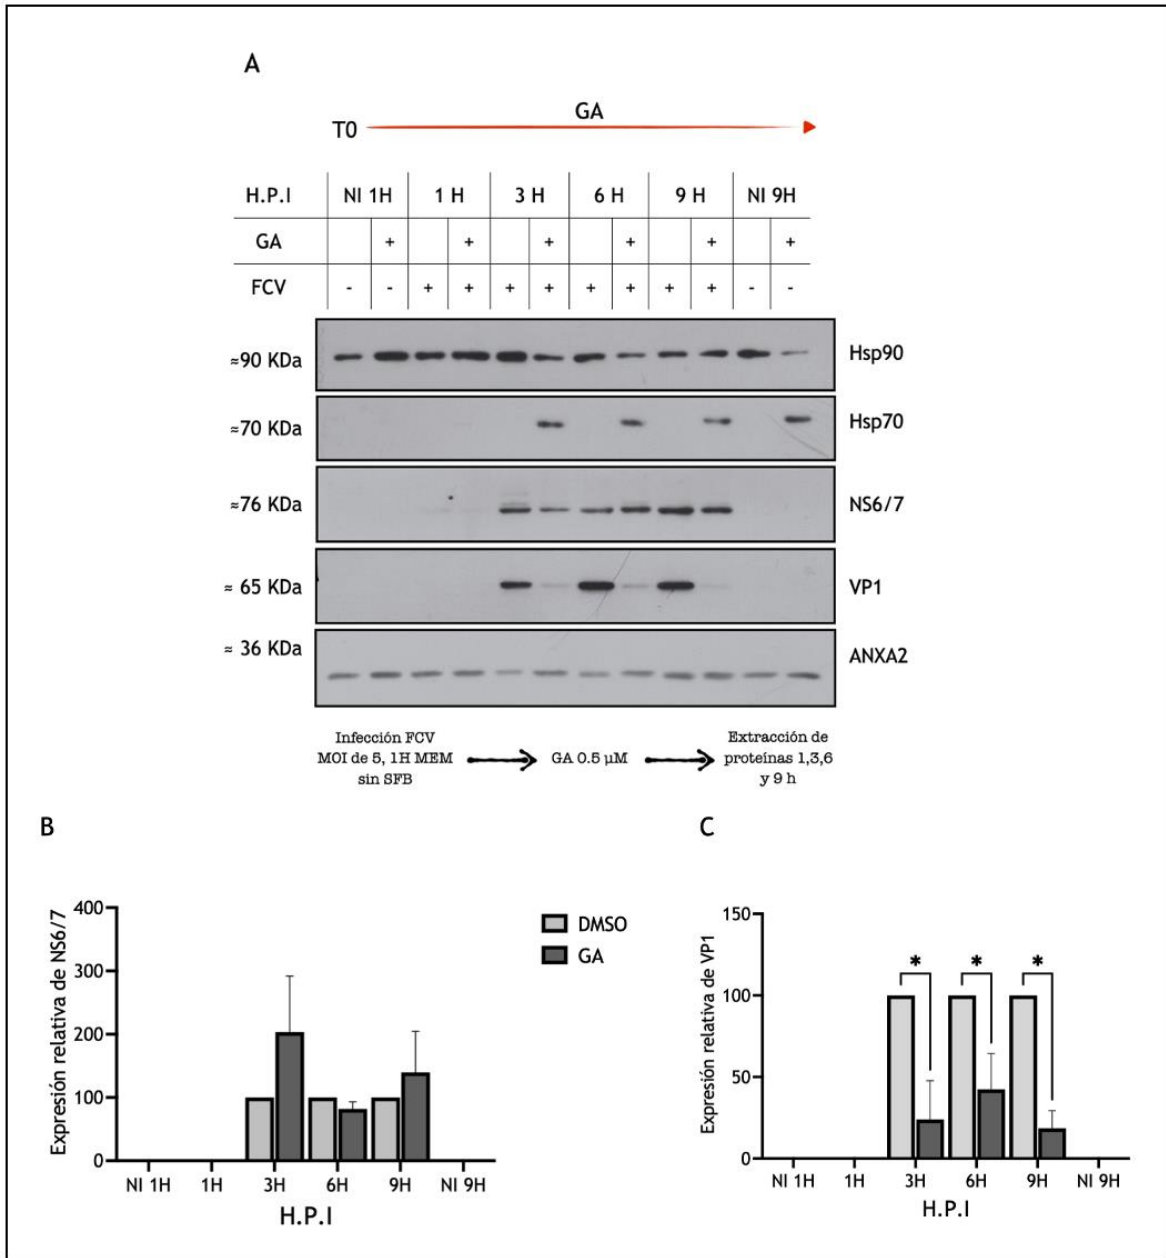 A
GA
T0
H.P.I NI 1H 1 H 3 H 6 H 9 H NI 9H
GA + + + + + +
FCV - - + + + + + + + + - -
≈90 KDa Hsp90
≈70 KDa Hsp70
≈76 KDa NS6/7
≈ 65 KDa VP1
≈ 36 KDa ANXA2
Infección FCV
MOI de 5, 1H MEM
sin SFB
GA 0.5 µM
Extracción de
proteínas 1,3,6
y 9 h
B
Expresión relativa de NS6/7
400
300
200
100
0
NI 1H 1H 3H 6H 9H NI 9H
H.P.I
DMSO
GA
C
Expresión relativa de VP1
150
100
50
0
* * *
NI 1H 1H 3H 6H 9H NI 9H
H.P.I